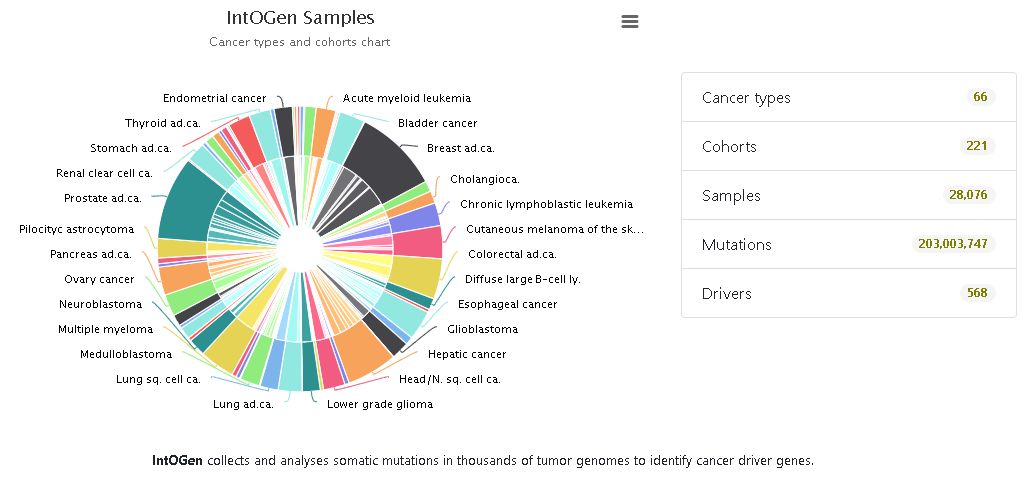 IntOGen Samples
Cancer types and cohorts chart
Endometrial cancer
Acute myeloid leukemia
Thyroid ad.ca.
Bladder cancer
Stomach ad.ca.
Breast ad.ca.
Renal clear cell ca.
Cholangioca.
Prostate ad.ca.
Chronic lymphoblastic leukemia
Pilocityc astrocytoma
Cutaneous melanoma of the sk...
Pancreas ad.ca.
Colorectal ad.ca.
Ovary cancer
Diffuse large B-cell ly.
Neuroblastoma
Esophageal cancer
Multiple myeloma
Glioblastoma
Medulloblastoma
Hepatic cancer
Lung sq. cell ca.
Head/N. sq. cell ca.
Lung ad.ca.
Lower grade glioma
Cancer types 66
Cohorts 221
Samples 28,076
Mutations 203,003,747
Drivers 568
IntOGen collects and analyses somatic mutations in thousands of tumor genomes to identify cancer driver genes.